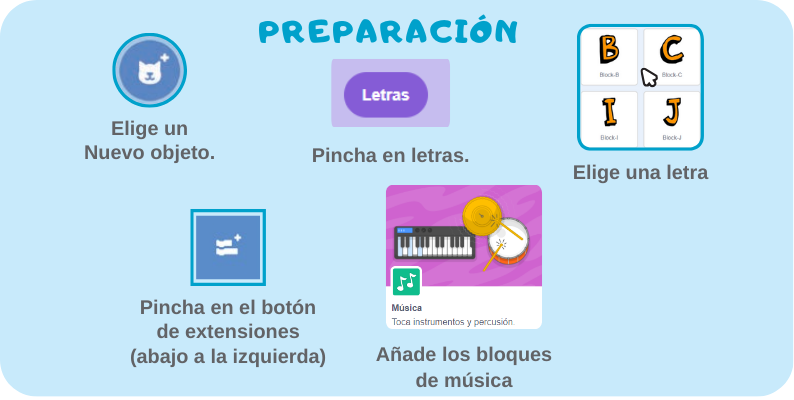 PREPARACIÓN
Elige un
Nuevo objeto.
Letras
Pincha en letras.
B
C
Block-B
Block-C
I
J
Block-I
Block-J
Elige una letra
Pincha en el botón
de extensiones
(abajo a la izquierda)
Música
Toca instrumentos y percusión.
Añade los bloques
de música